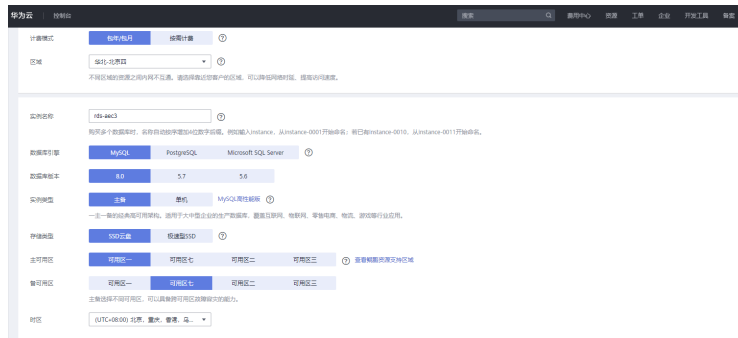 华为云 控制台 搜索 费用中心 资源 工单 企业 开发工具 备案
计费模式 包年/包月 按需计费
区域 华北-北京四
不同区域的资源之间内网不互通。请选择靠近您客户的区域，可以降低网络时延、提高访问速度。
实例名称 rds-aec3
购买多个数据库时，名称自动按序增加4位数字后缀。例如输入instance，从instance-0001开始命名；若已有instance-0010，从instance-0011开始命名。
数据库引擎 MySQL PostgreSQL Microsoft SQL Server
数据库版本 8.0 5.7 5.6
实例类型 主备 单机 MySQL高性能版
一主一备的经典高可用架构。适用于大中型企业的生产数据库，覆盖互联网、物联网、零售电商、物流、游戏等行业应用。
存储类型 SSD云盘 极速型SSD
主可用区 可用区一 可用区七 可用区二 可用区三 查看鲲鹏资源支持区域
备可用区 可用区一 可用区七 可用区二 可用区三
主备选择不同可用区，可以具备跨可用区故障容灾的能力。
时区 (UTC+08:00) 北京，重庆，香港，乌...